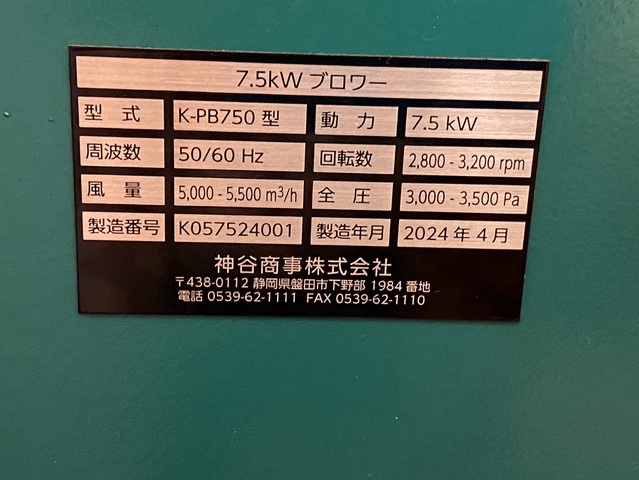 7.5kW ブロワー
型 式 K-PB750 型 動 力 7.5 kW
周波数 50/60 Hz 回転数 2,800 - 3,200 rpm
風 量 5,000 - 5,500 m³/h 全 圧 3,000 - 3,500 Pa
製造番号 K057524001 製造年月 2024 年 4 月
神谷商事株式会社
〒438-0112 静岡県盤田市下野部 1984 番地
電話 0539-62-1111 FAX 0539-62-1110